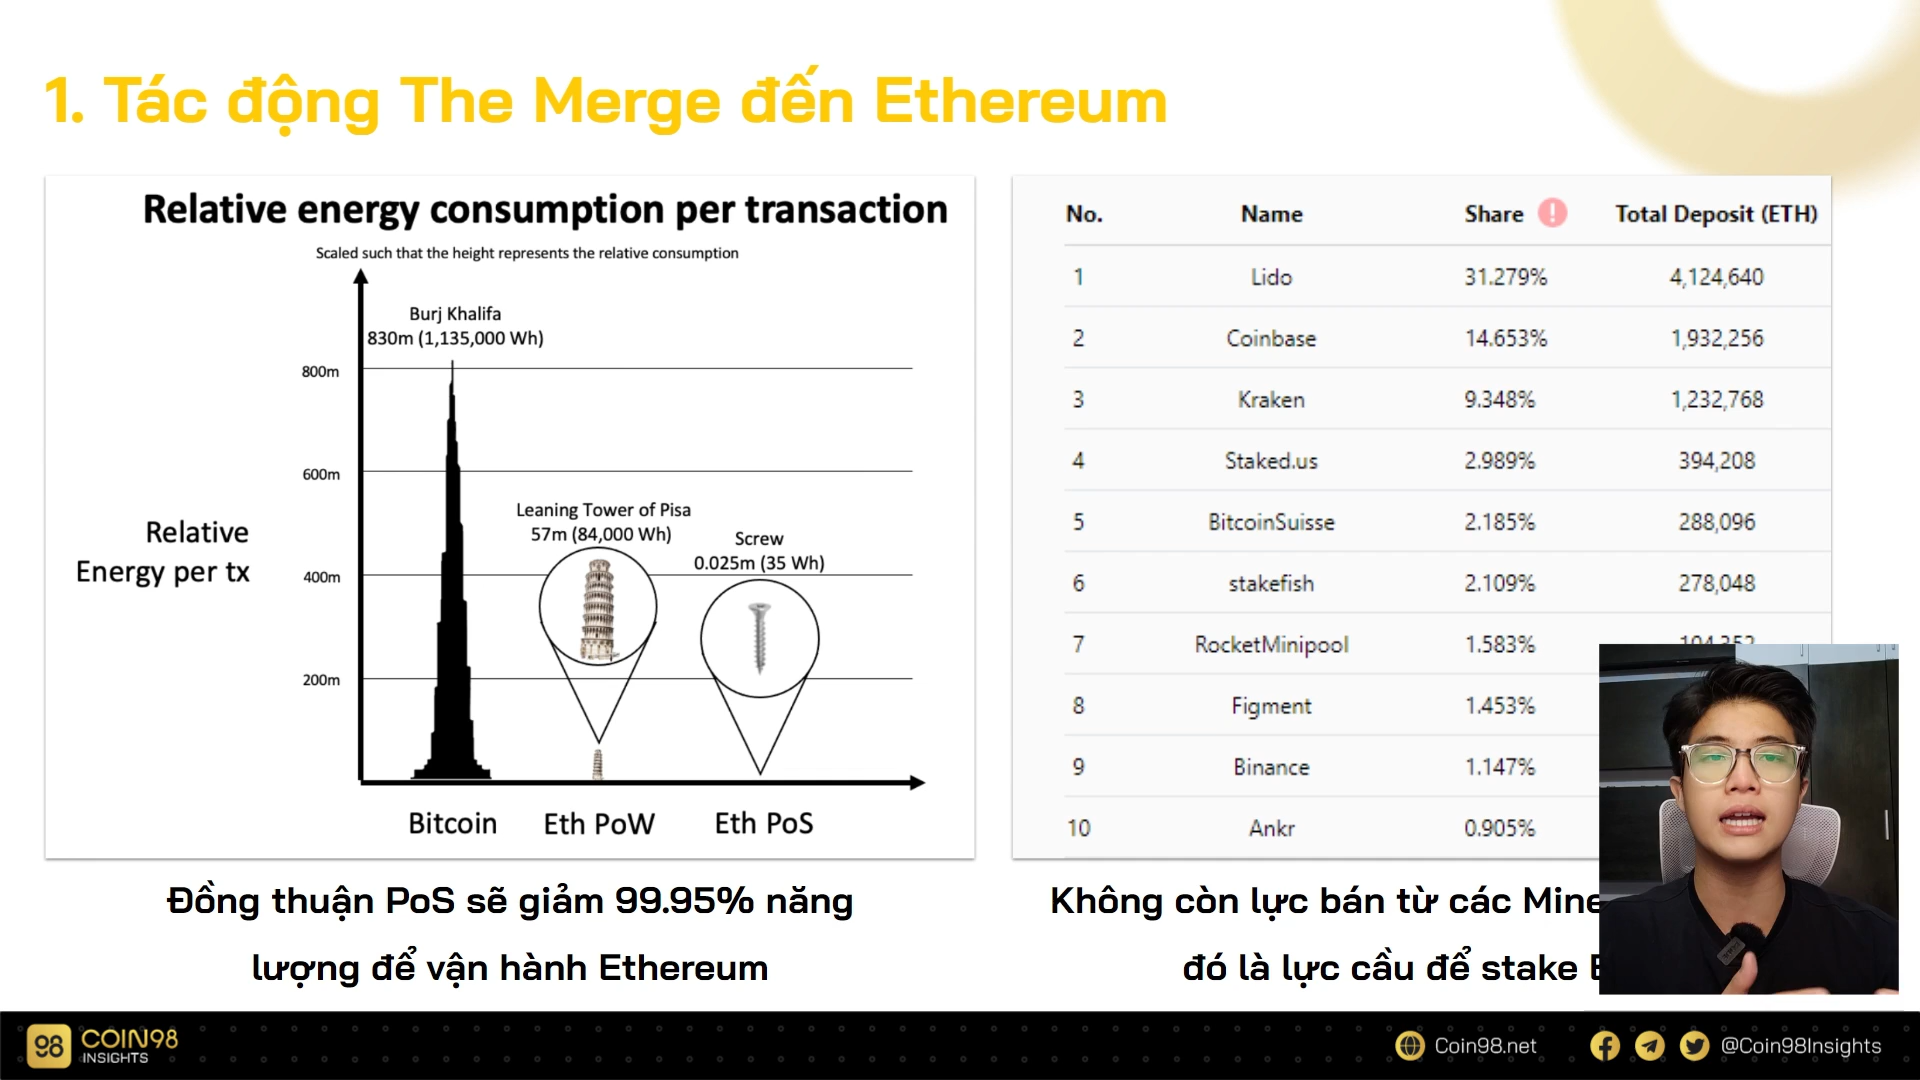 1. Tác động The Merge đến Ethereum
Relative energy consumption per transaction
Scaled such that the height represents the relative consumption
Burj Khalifa
830m (1,135,000 Wh)
800m
600m
Leaning Tower of Pisa
57m (84,000 Wh)
Screw
0.025m (35 Wh)
Relative
Energy per tx
400m
200m
Bitcoin Eth PoW Eth PoS
No. Name Share ! Total Deposit (ETH)
1 Lido 31.279% 4,124,640
2 Coinbase 14.653% 1,932,256
3 Kraken 9.348% 1,232,768
4 Staked.us 2.989% 394,208
5 BitcoinSuisse 2.185% 288,096
6 stakefish 2.109% 278,048
7 RocketMinipool 1.583%
8 Figment 1.453%
9 Binance 1.147%
10 Ankr 0.905%
Đồng thuận PoS sẽ giảm 99.95% năng
lượng để vận hành Ethereum
Không còn lực bán từ các
đó là lực cầu để stake
98 COIN98
INSIGHTS
Coin98.net
@Coin98Insights